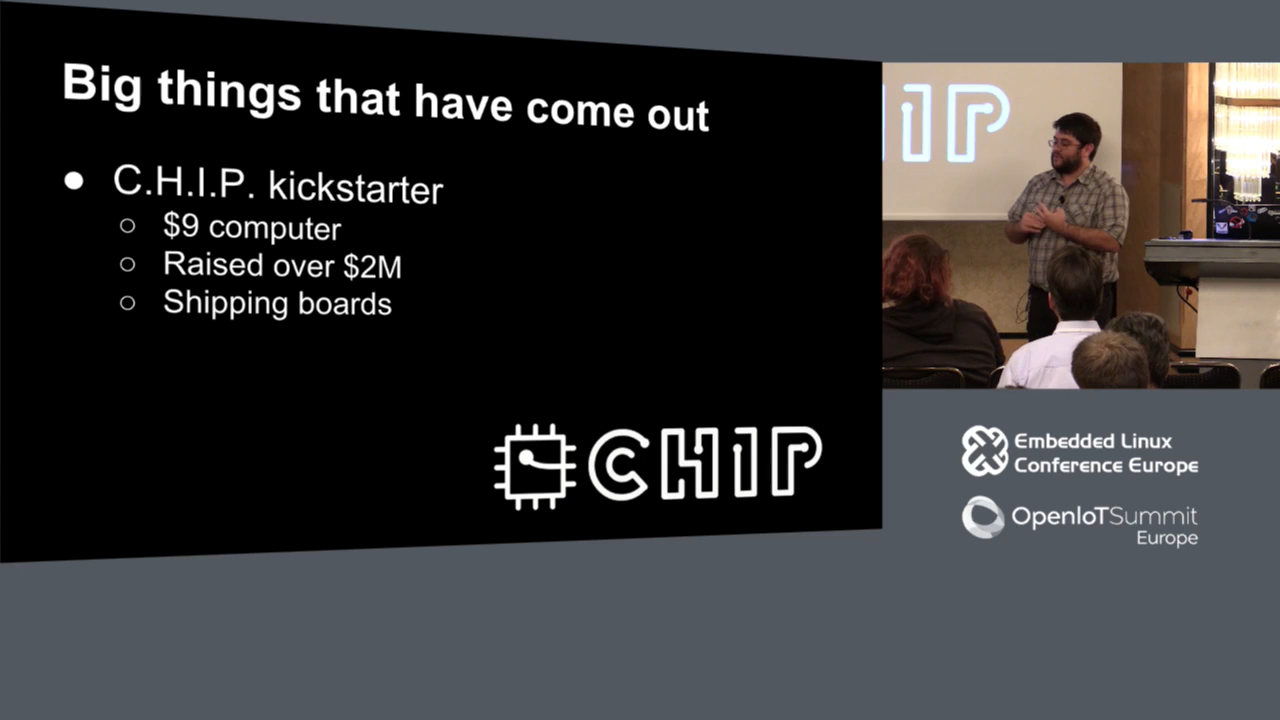 Big things that have come out
● C.H.I.P. kickstarter
○ $9 computer
○ Raised over $2M
○ Shipping boards
CHIP
HIP
Embedded Linux
Conference Europe
OpenIoTSummit
Europe